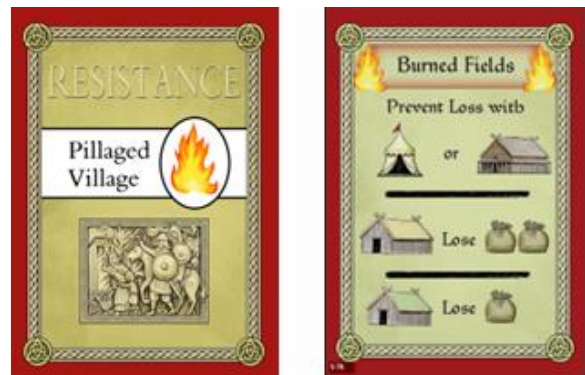 RESISTANCE
Pillaged
Village
Burned Fields
Prevent Loss with
or
Lose
Lose